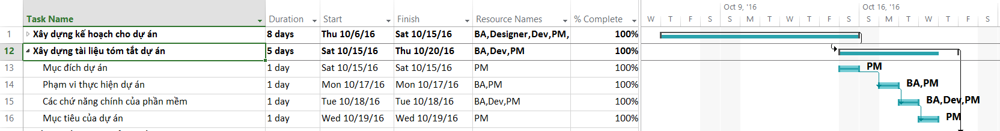 Oct 9, '16 Oct 16, '16
Task Name Duration Start Finish Resource Names % Complete W T F S S M T W T F S S M T W T F S
1 Xây dựng kế hoạch cho dự án 8 days Thu 10/6/16 Sat 10/15/16 BA,Designer,Dev,PM, 100%
12 Xây dựng tài liệu tóm tắt dự án 5 days Sat 10/15/16 Thu 10/20/16 BA,Dev,PM 100%
13 Mục đích dự án 1 day Sat 10/15/16 Sat 10/15/16 PM 100% PM
14 Phạm vi thực hiện dự án 1 day Mon 10/17/16 Mon 10/17/16 BA,PM 100% BA,PM
15 Các chứ năng chính của phần mềm 1 day Tue 10/18/16 Tue 10/18/16 BA,Dev,PM 100% BA,Dev,PM
16 Mục tiêu của dự án 1 day Wed 10/19/16 Wed 10/19/16 PM 100% PM